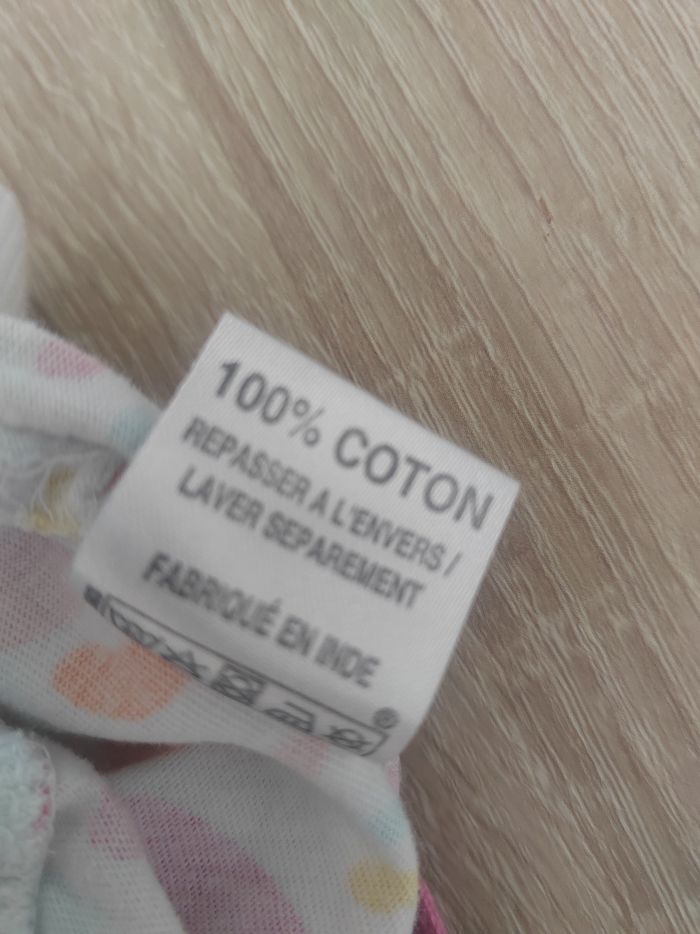 100% COTON
REPASSER A L'ENVERS /
LAVER SEPAREMENT
FABRIQUÉ EN INDE
®